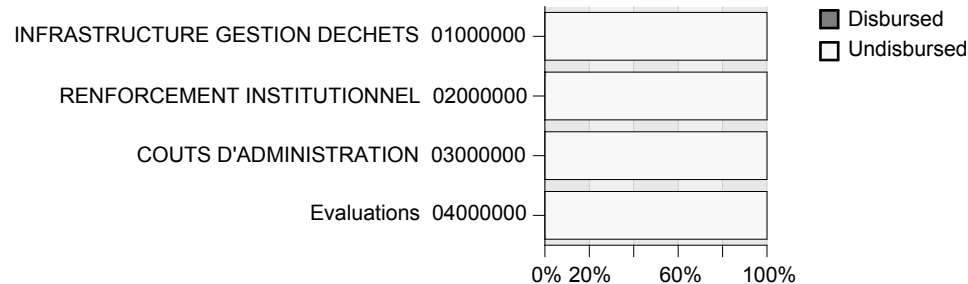 INFRASTRUCTURE GESTION DECHETS 01000000
RENFORCEMENT INSTITUTIONNEL 02000000
COUTS D'ADMINISTRATION 03000000
Evaluations 04000000
0% 20% 60% 100%
Disbursed
Undisbursed